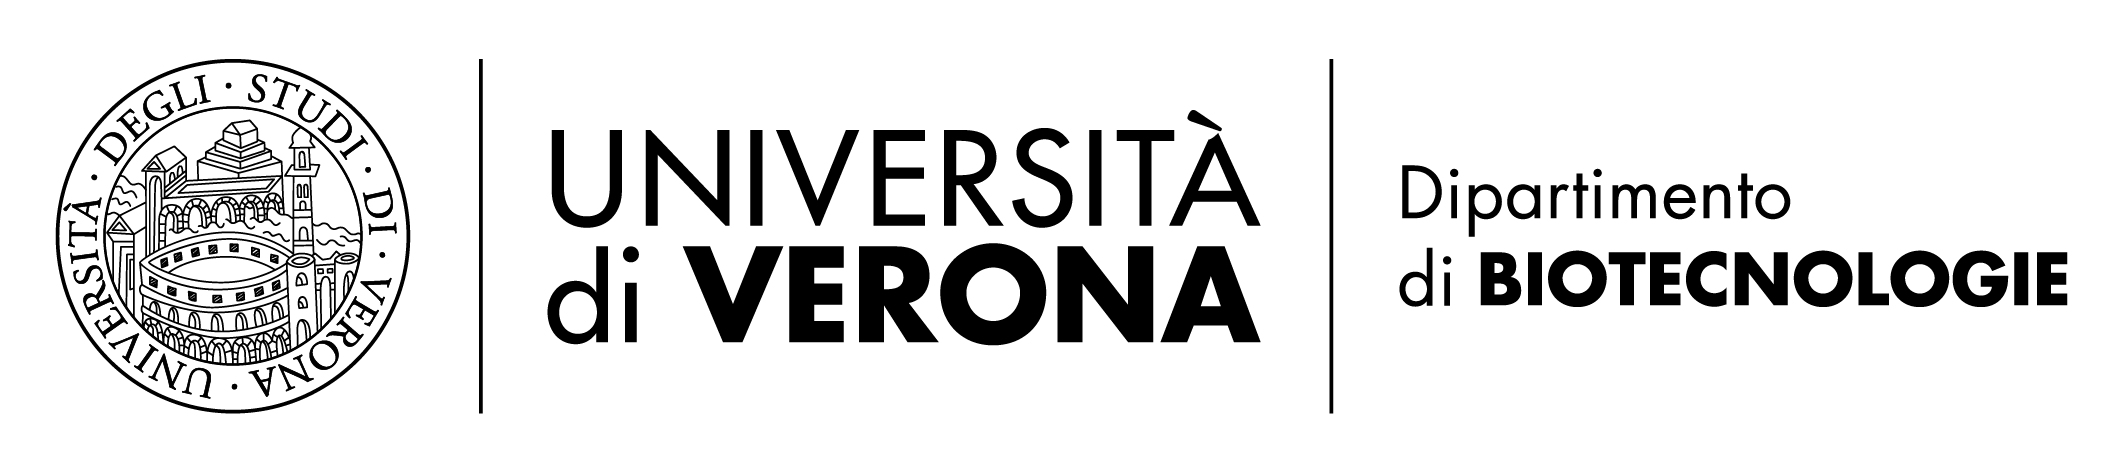 UNIVERSITÀ · DEGLI · STUDI · DI · VERONA ·
UNIVERSITÀ
di VERONA
Dipartimento
di BIOTECNOLOGIE